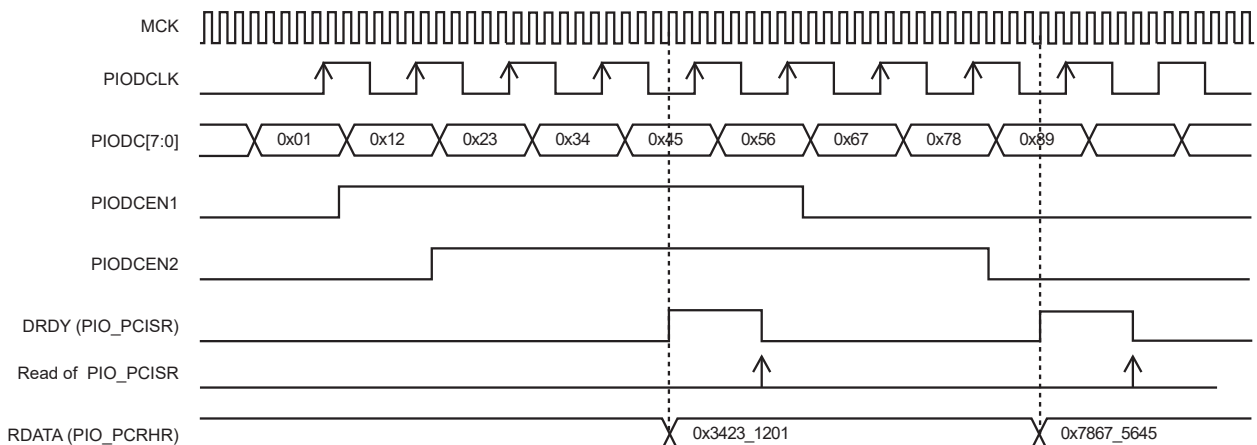 MCK
PIODCLK
PIODC[7:0] 0x01 0x12 0x23 0x34 0x45 0x56 0x67 0x78 0x89
PIODCEN1
PIODCEN2
DRDY (PIO_PCISR)
Read of PIO_PCISR
RDATA (PIO_PCRHR) 0x3423_1201 0x7867_5645